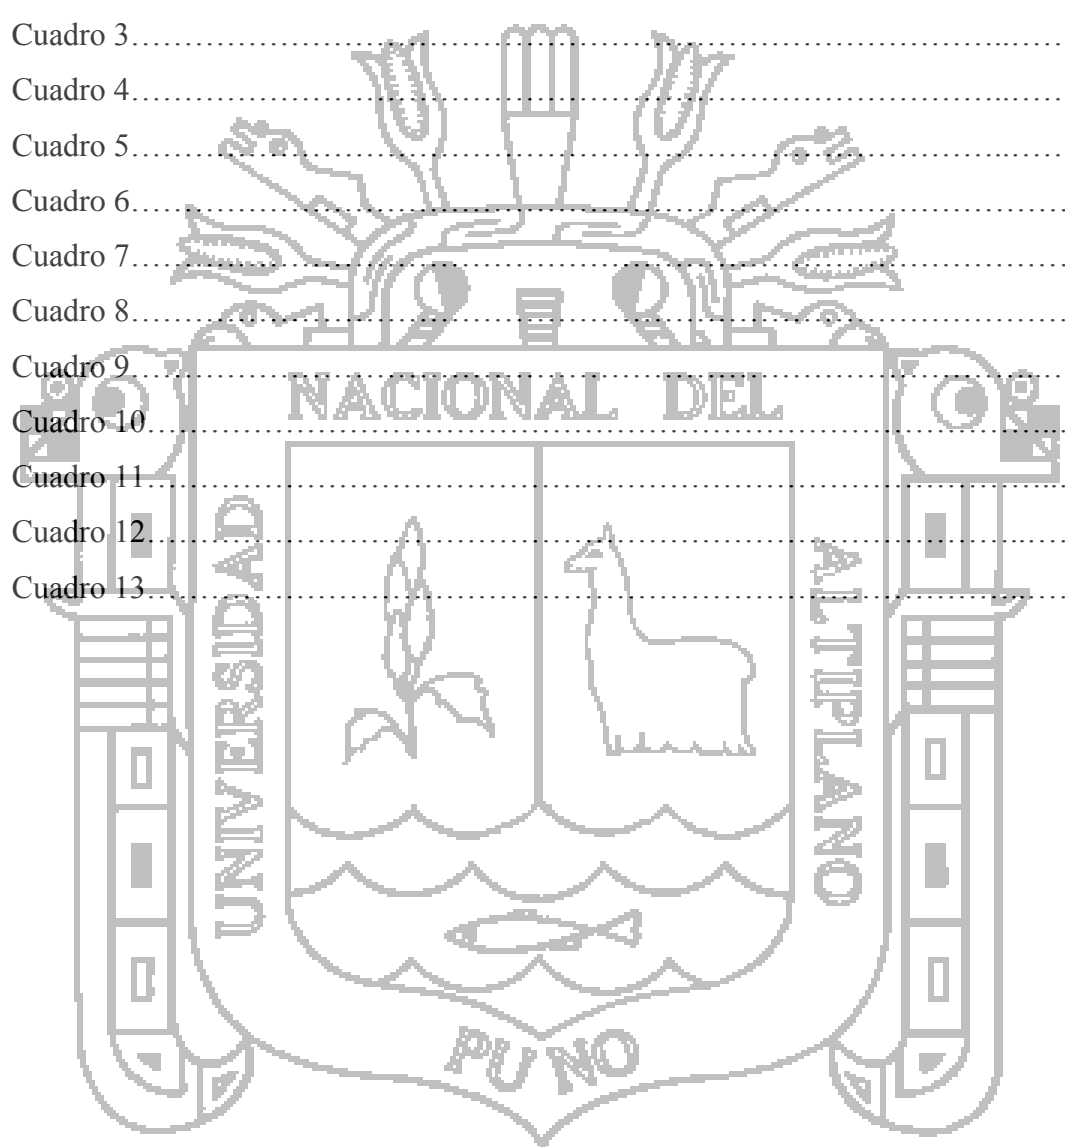 Cuadro 3……………………………………………………………………………………
Cuadro 4……………………………………………………………………………………
Cuadro 5……………………………………………………………………………………
Cuadro 6……………………………………………………………………………………
Cuadro 7……………………………………………………………………………………
Cuadro 8……………………………………………………………………………………
Cuadro 9……………………………………………………………………………………
Cuadro 10…………………………………………………………………………………
Cuadro 11…………………………………………………………………………………
Cuadro 12…………………………………………………………………………………
Cuadro 13…………………………………………………………………………………
UNIVERSIDAD
NACIONAL DEL
ALTIPLANO
PUNO